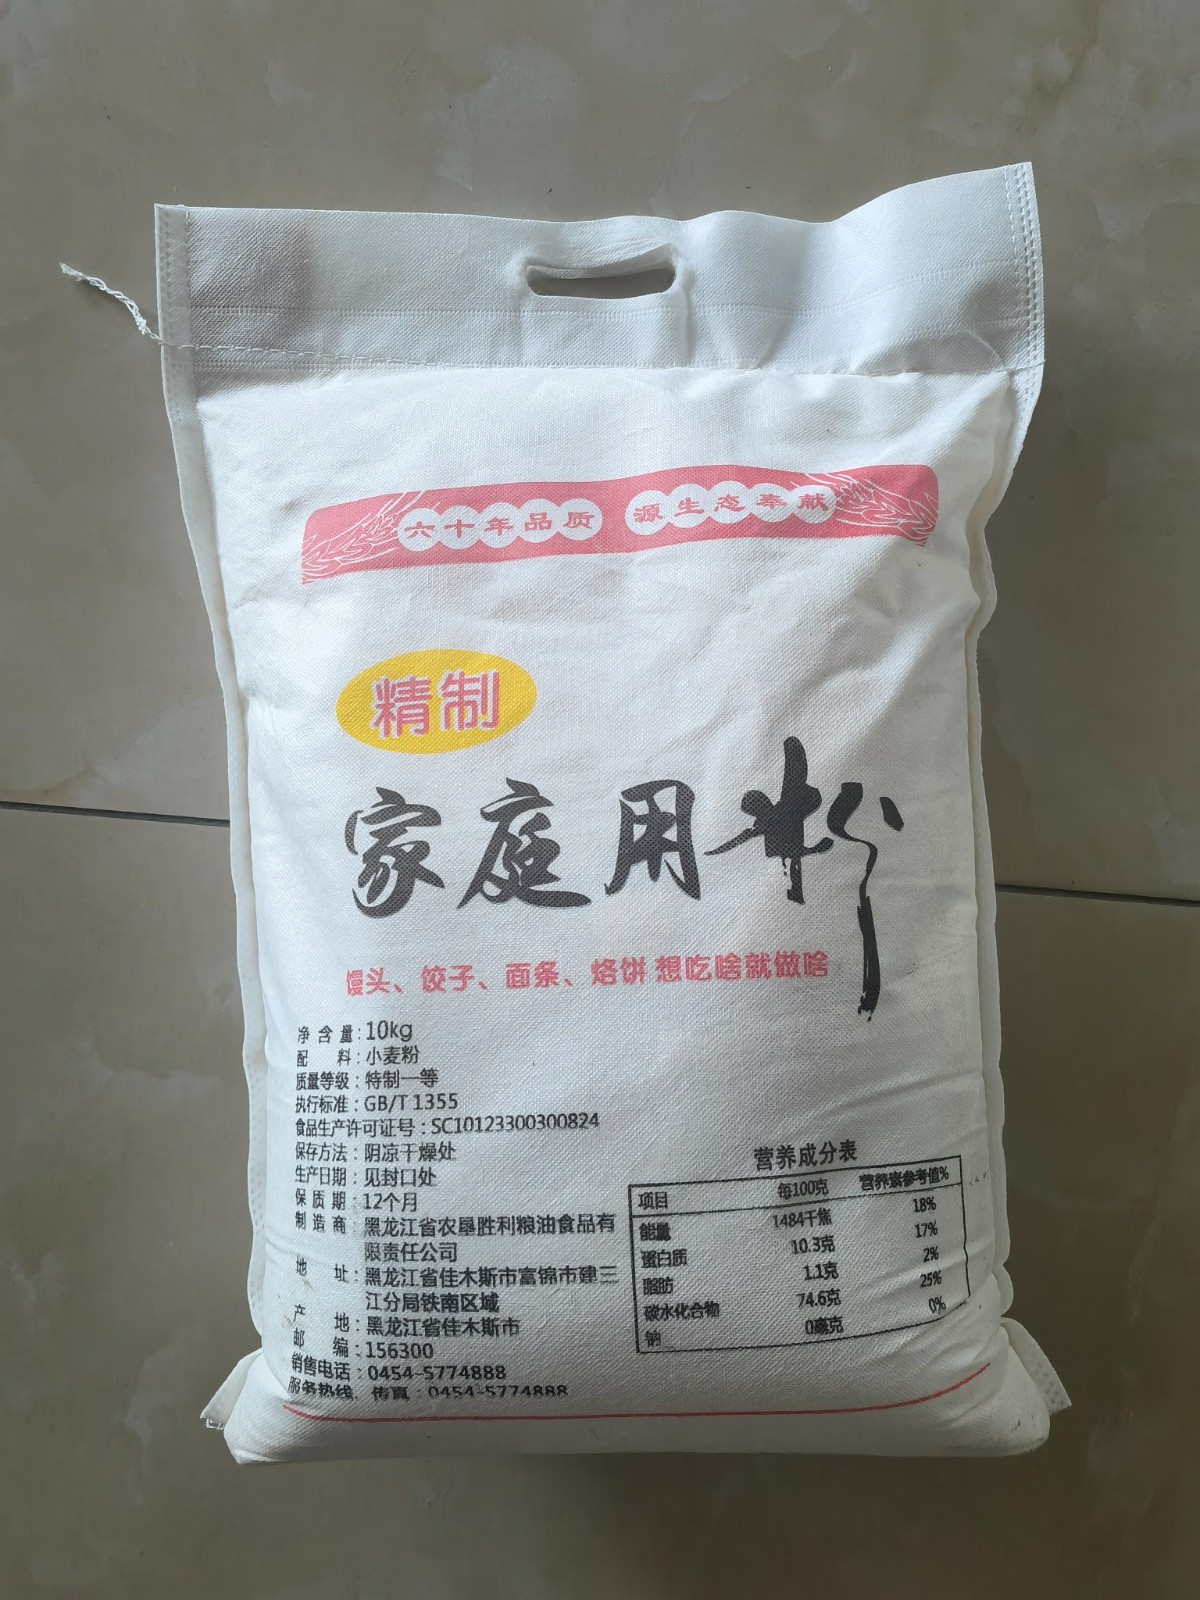 六十年品质 源生态奉献
精制
家庭用粉
馒头、饺子、面条、烙饼 想吃啥就做啥
净含量:10kg
配料:小麦粉
质量等级:特制一等
执行标准:GB/T 1355
食品生产许可证号:SC10123300300824
保存方法:阴凉干燥处
生产日期:见封口处
保质期:12个月
制造商:黑龙江省农垦胜利粮油食品有
限责任公司
地址:黑龙江省佳木斯市富锦市建三
江分局铁南区域
产地:黑龙江省佳木斯市
邮编:156300
销售电话:0454-5774888
服务热线、传真:0454-5774888
营养成分表
项目 每100克 营养素参考值%
能量 1484千焦 18%
蛋白质 10.3克 17%
脂肪 1.1克 2%
碳水化合物 74.6克 25%
钠 0毫克 0%